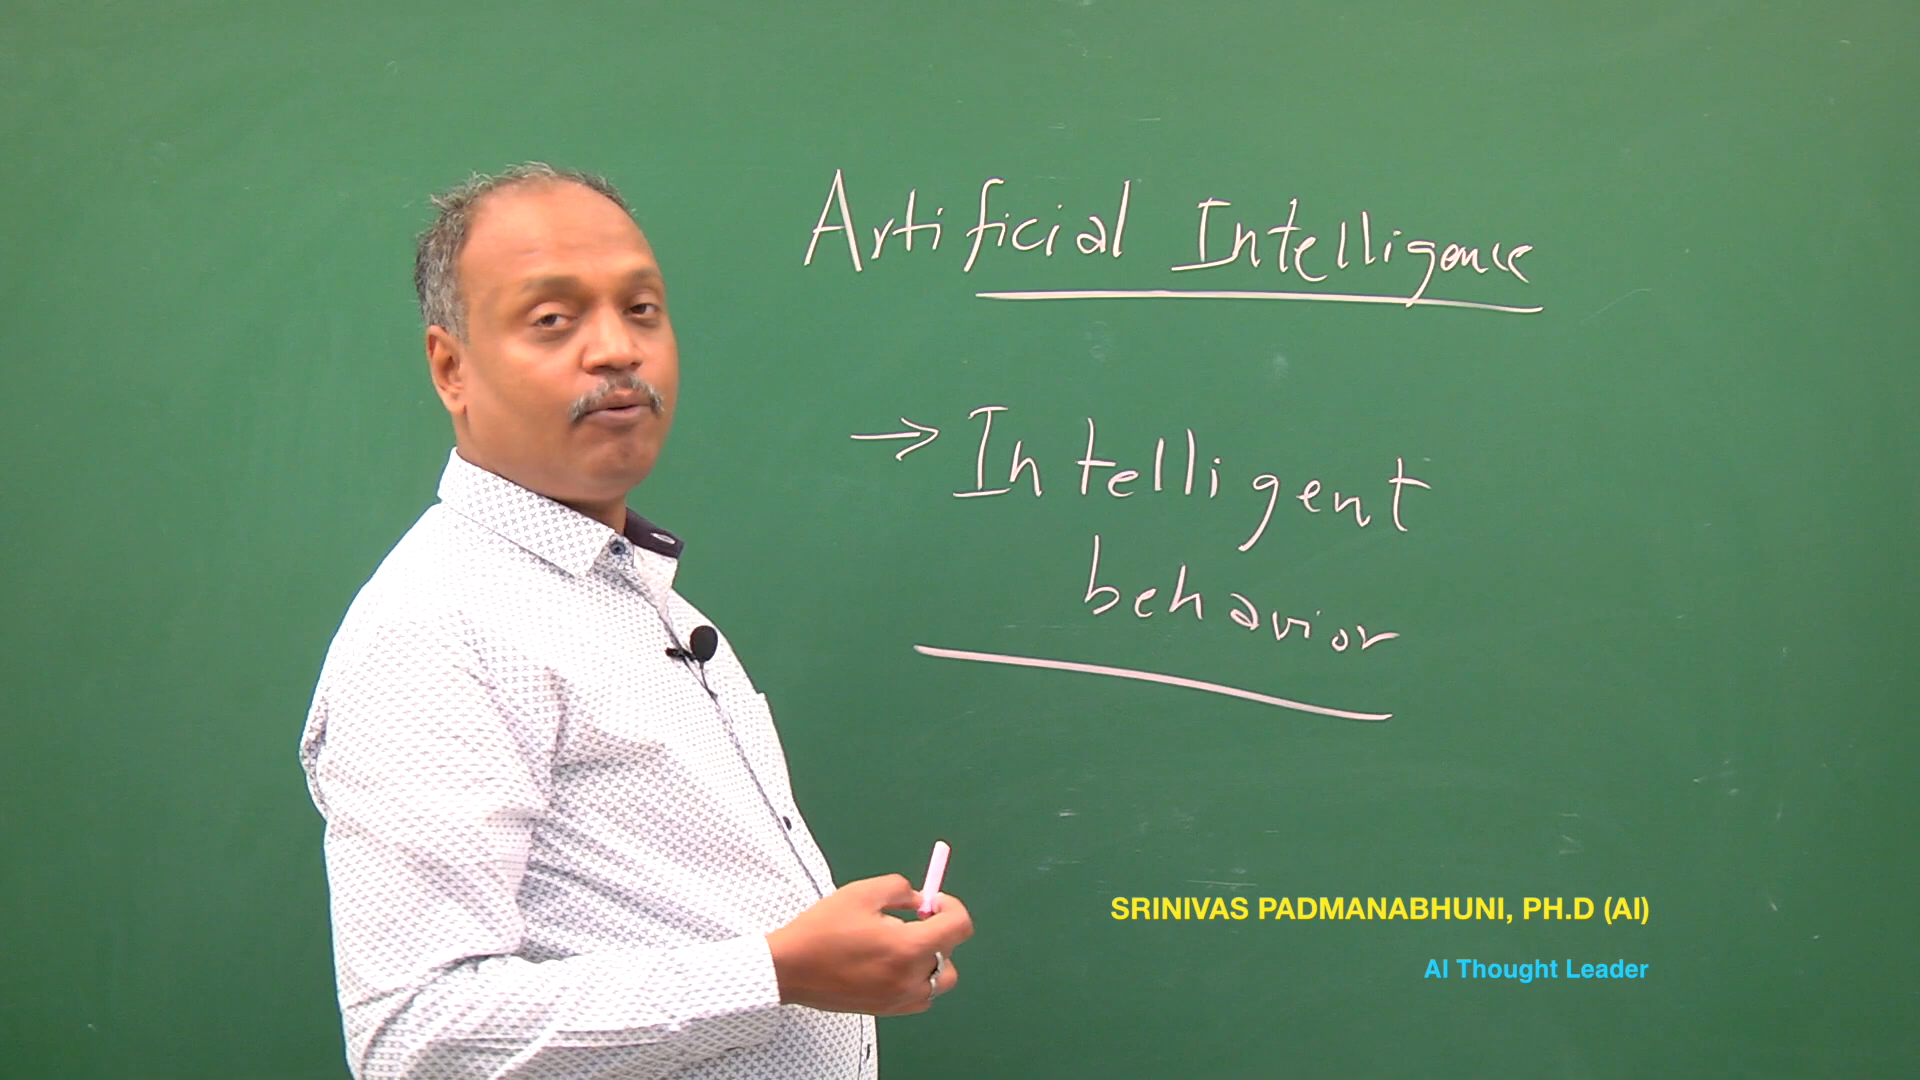 Artificial Intelligence
→ Intelligent
behavior
SRINIVAS PADMANABHUNI, PH.D (AI)
AI Thought Leader